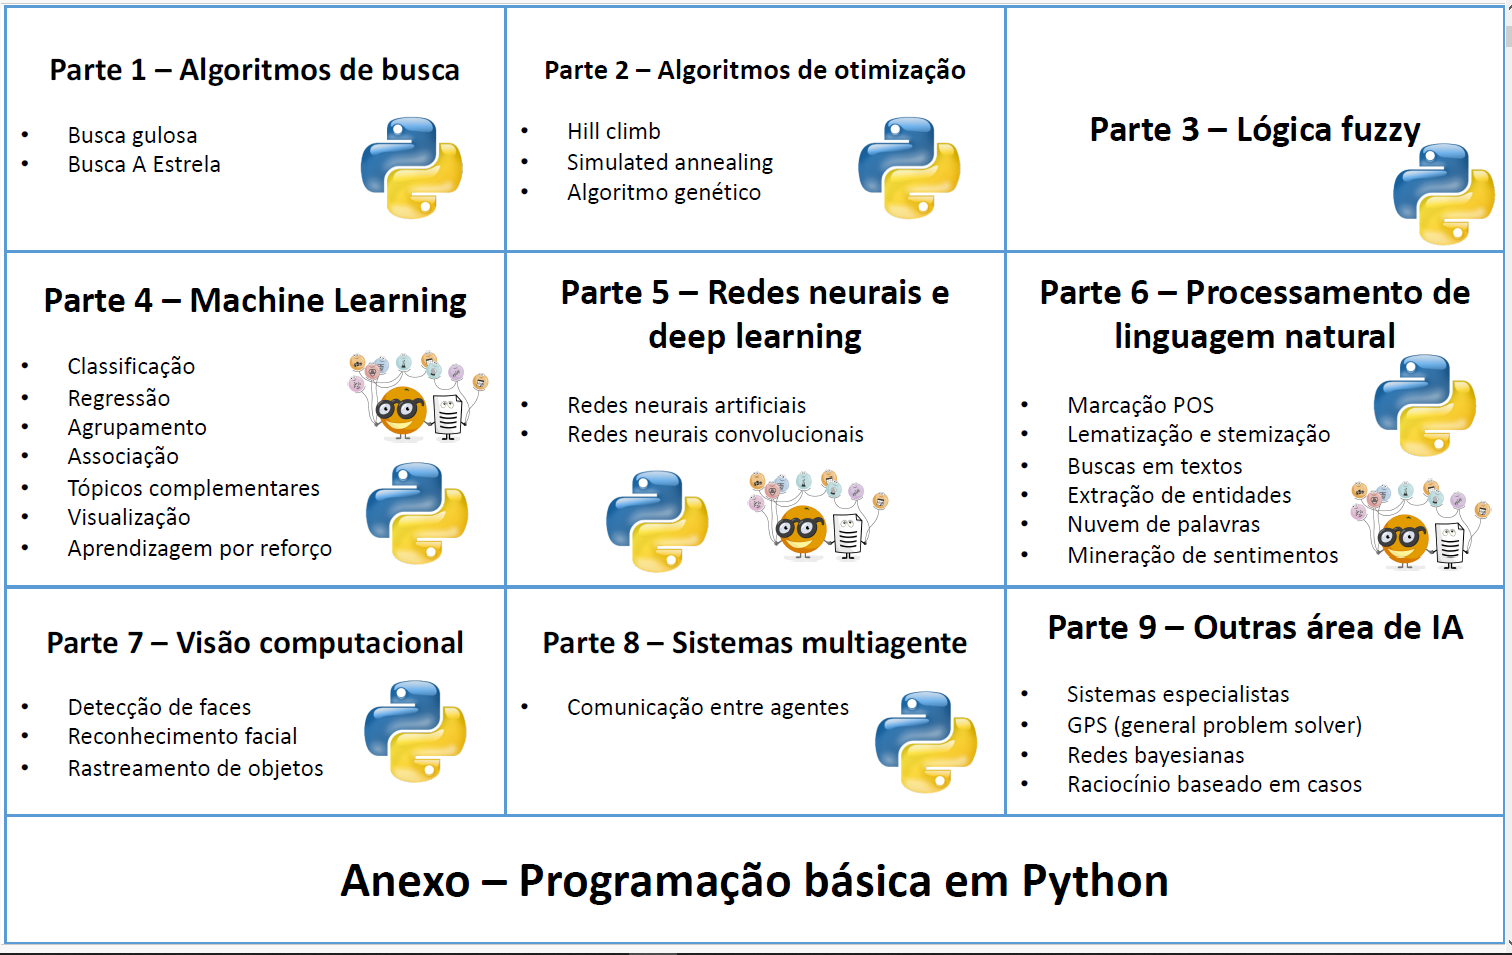 Parte 1 – Algoritmos de busca
• Busca gulosa
• Busca A Estrela
Parte 2 – Algoritmos de otimização
• Hill climb
• Simulated annealing
• Algoritmo genético
Parte 3 – Lógica fuzzy
Parte 4 – Machine Learning
• Classificação
• Regressão
• Agrupamento
• Associação
• Tópicos complementares
• Visualização
• Aprendizagem por reforço
Parte 5 – Redes neurais e
deep learning
• Redes neurais artificiais
• Redes neurais convolucionais
Parte 6 – Processamento de
linguagem natural
• Marcação POS
• Lematização e stemização
• Buscas em textos
• Extração de entidades
• Nuvem de palavras
• Mineração de sentimentos
Parte 7 – Visão computacional
• Detecção de faces
• Reconhecimento facial
• Rastreamento de objetos
Parte 8 – Sistemas multiagente
• Comunicação entre agentes
Parte 9 – Outras área de IA
• Sistemas especialistas
• GPS (general problem solver)
• Redes bayesianas
• Raciocínio baseado em casos
Anexo – Programação básica em Python